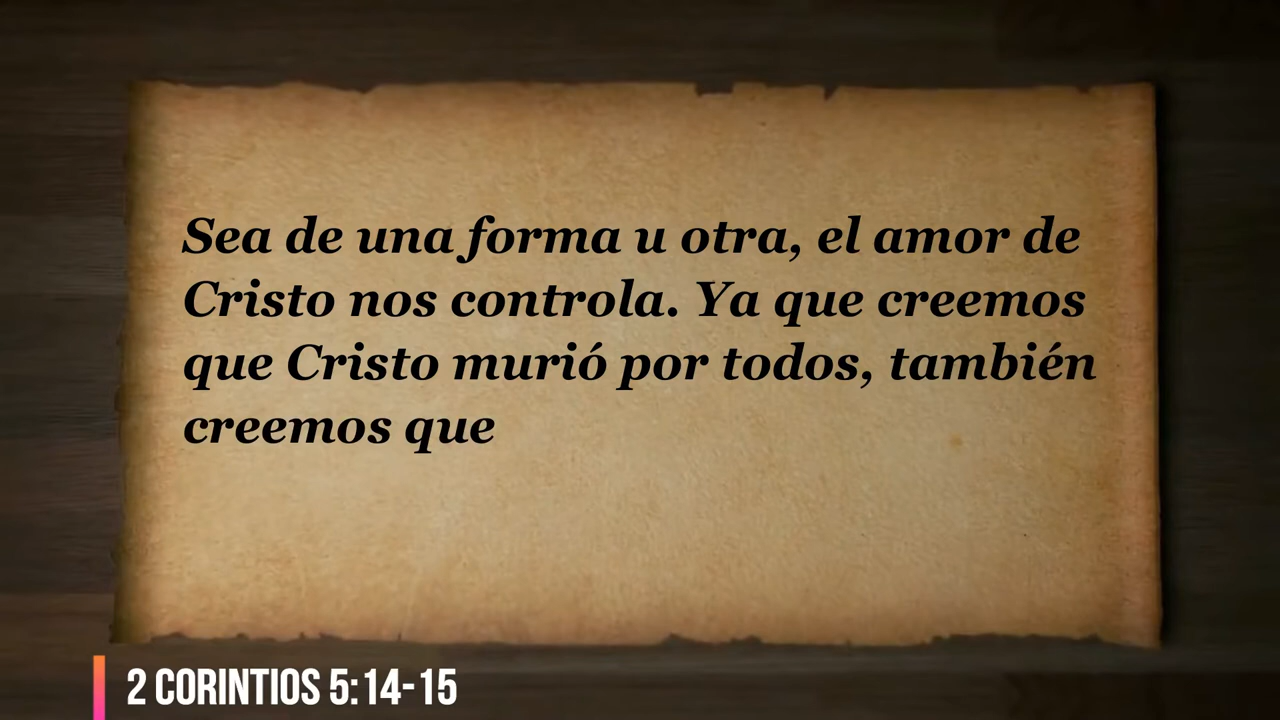 Sea de una forma u otra, el amor de
Cristo nos controla. Ya que creemos
que Cristo murió por todos, también
creemos que
2 CORINTIOS 5:14-15